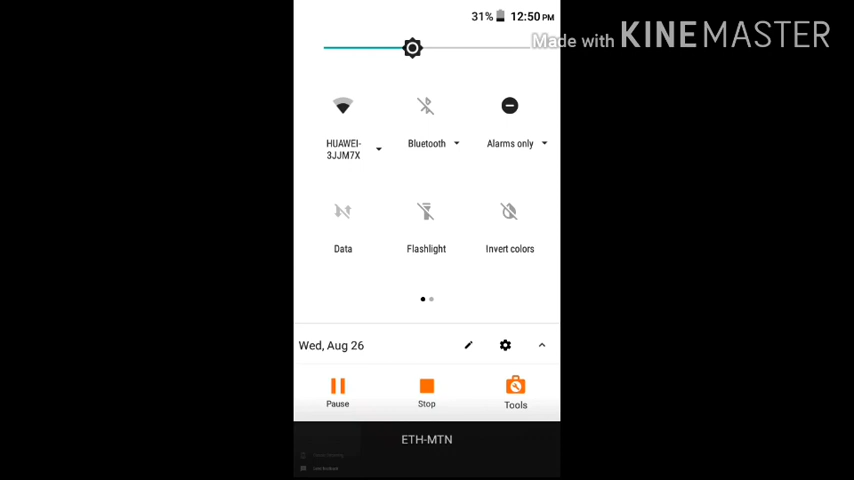 31% 12:50 PM
Made with KINEMASTER
HUAWEI-
3JJM7X
Bluetooth
Alarms only
Data
Flashlight
Invert colors
Wed, Aug 26
Pause
Stop
Tools
ETH-MTN